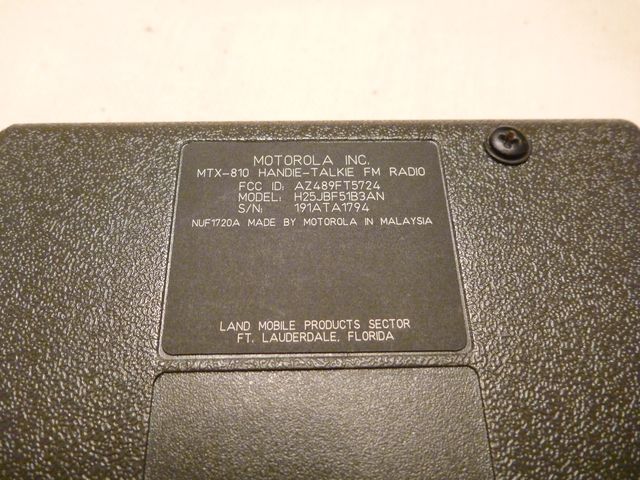 MOTOROLA INC.
MTX-810 HANDIE-TALKIE FM RADIO
FCC ID: AZ489FT5724
MODEL: H25JBF51B3AN
S/N: 191ATA1794
NUF1720A MADE BY MOTOROLA IN MALAYSIA
LAND MOBILE PRODUCTS SECTOR
FT. LAUDERDALE, FLORIDA